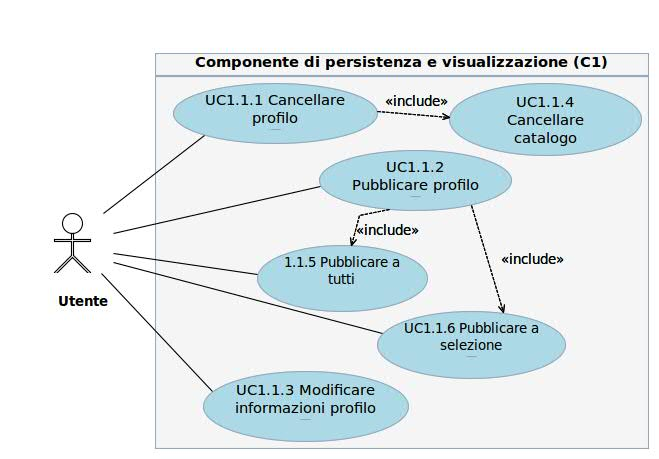 Componente di persistenza e visualizzazione (C1)
UC1.1.1 Cancellare
profilo
«include»
UC1.1.4
Cancellare
catalogo
UC1.1.2
Pubblicare profilo
«include»
«include»
1.1.5 Pubblicare a
tutti
Utente
UC1.1.6 Pubblicare a
selezione
UC1.1.3 Modificare
informazioni profilo